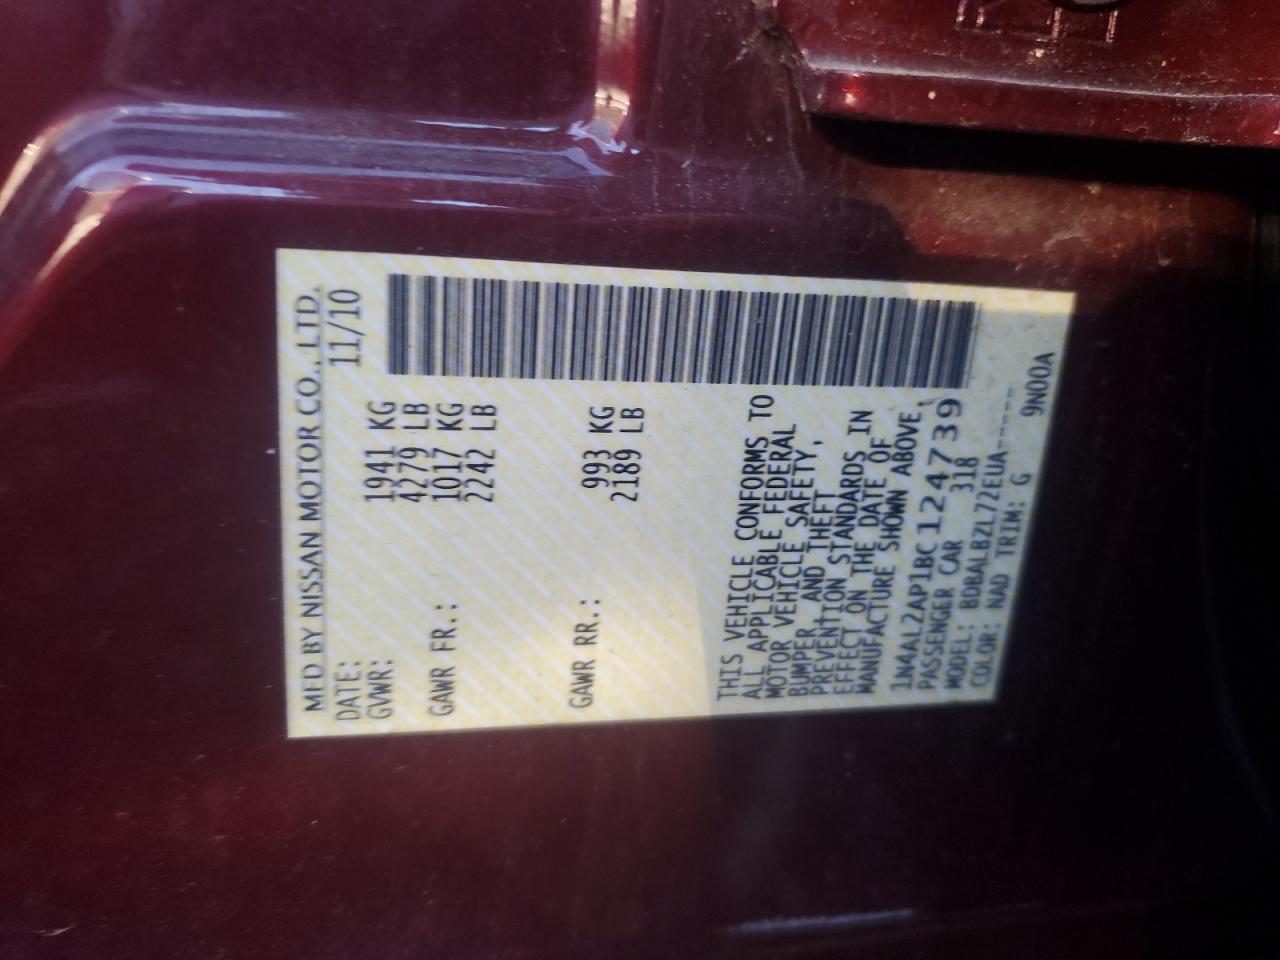 MFD BY NISSAN MOTOR CO.,LTD.
DATE: 11/10
GVWR: 1941 KG
4279 LB
GAWR FR.: 1017 KG
2242 LB
GAWR RR.: 993 KG
2189 LB
THIS VEHICLE CONFORMS TO
ALL APPLICABLE FEDERAL
MOTOR VEHICLE SAFETY,
BUMPER AND THEFT
PREVENTION STANDARDS IN
EFFECT ON THE DATE OF
MANUFACTURE SHOWN ABOVE.
1N4AL2AP1BC124739
PASSENGER CAR 318
MODEL: BDBALBZL72EUA-----
COLOR: NAD TRIM: G 9N00A